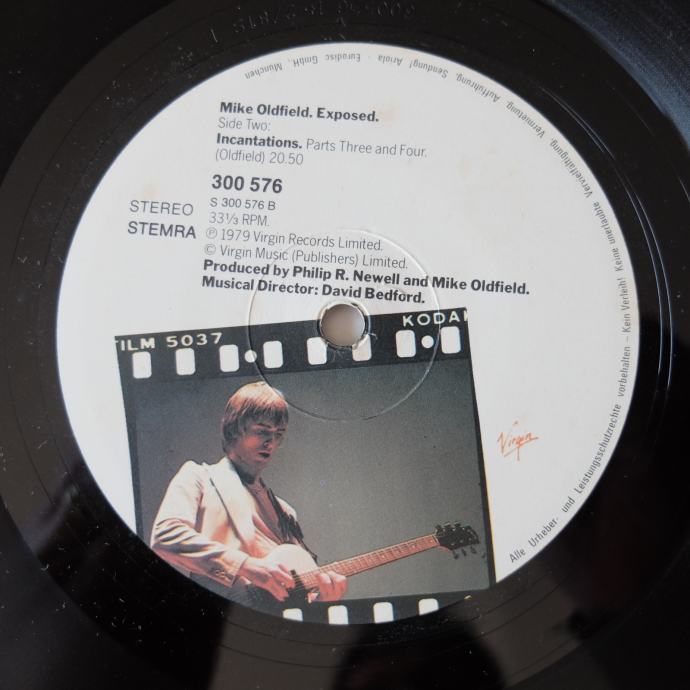 Mike Oldfield. Exposed.
Side Two:
Incantations. Parts Three and Four.
(Oldfield) 20.50
300 576
S 300 576 B
STEREO
33⅓ RPM.
STEMRA
℗ 1979 Virgin Records Limited.
© Virgin Music (Publishers) Limited.
Produced by Philip R. Newell and Mike Oldfield.
Musical Director: David Bedford.
ILM 5037
KODAK
Virgin
Alle Urheber- und Leistungsschutzrechte vorbehalten – Kein Verleih! Keine unerlaubte Vervielfältigung, Vermietung, Aufführung, Sendung! Ariola - Eurodisc GmbH., München